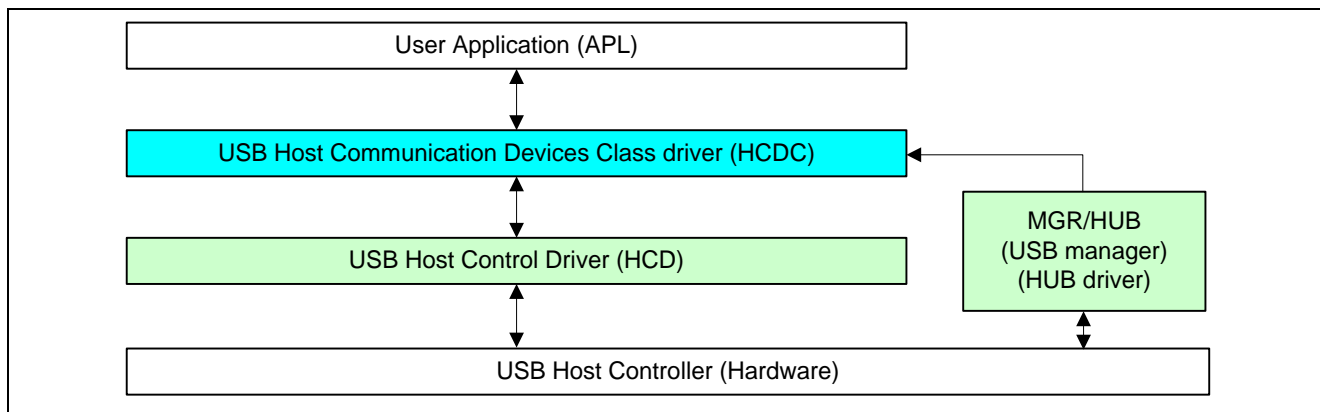 User Application (APL)
USB Host Communication Devices Class driver (HCDC)
MGR/HUB
(USB manager)
(HUB driver)
USB Host Control Driver (HCD)
USB Host Controller (Hardware)